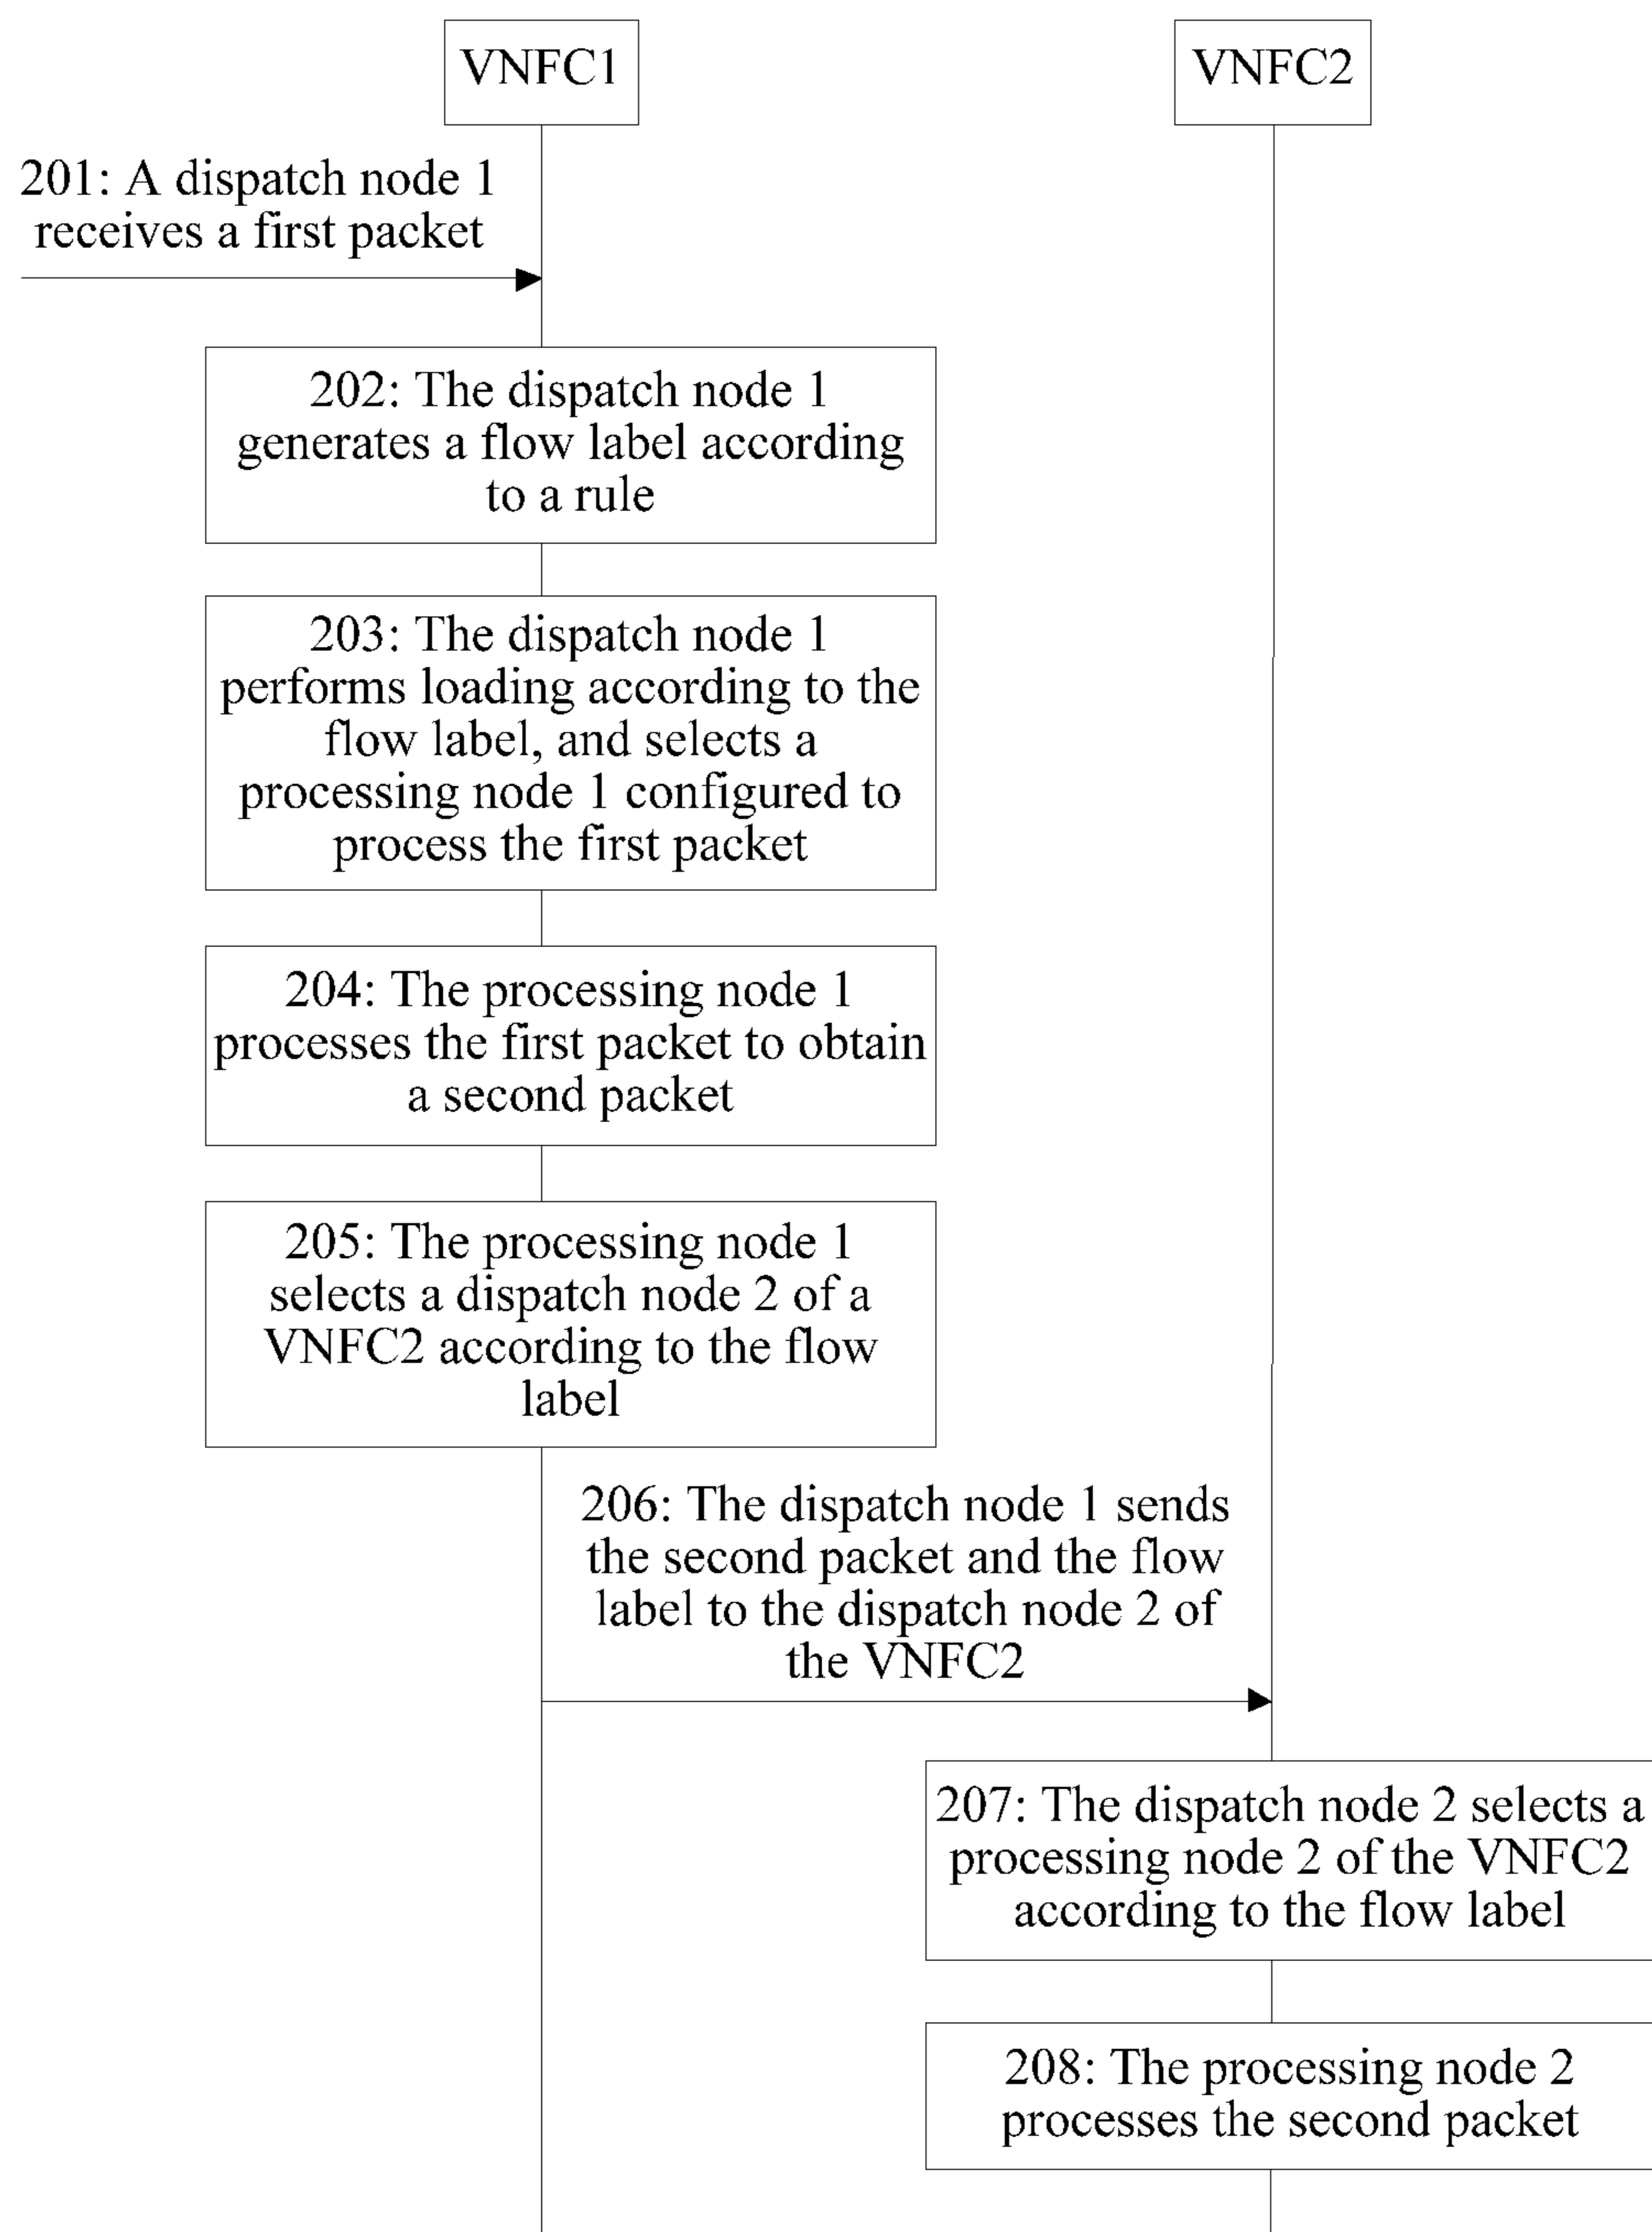 VNFC1
VNFC2
201: A dispatch node 1
receives a first packet
202: The dispatch node 1
generates a flow label according
to a rule
203: The dispatch node 1
performs loading according to the
flow label, and selects a
processing node 1 configured to
process the first packet
204: The processing node 1
processes the first packet to obtain
a second packet
205: The processing node 1
selects a dispatch node 2 of a
VNFC2 according to the flow
label
206: The dispatch node 1 sends
the second packet and the flow
label to the dispatch node 2 of
the VNFC2
207: The dispatch node 2 selects a
processing node 2 of the VNFC2
according to the flow label
208: The processing node 2
processes the second packet